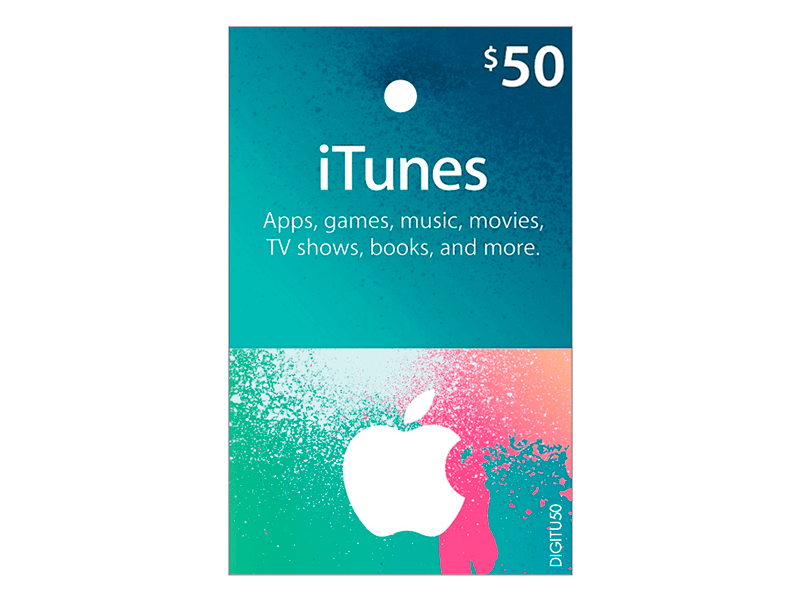 $50
iTunes
Apps, games, music, movies,
TV shows, books, and more.
DIGITU50